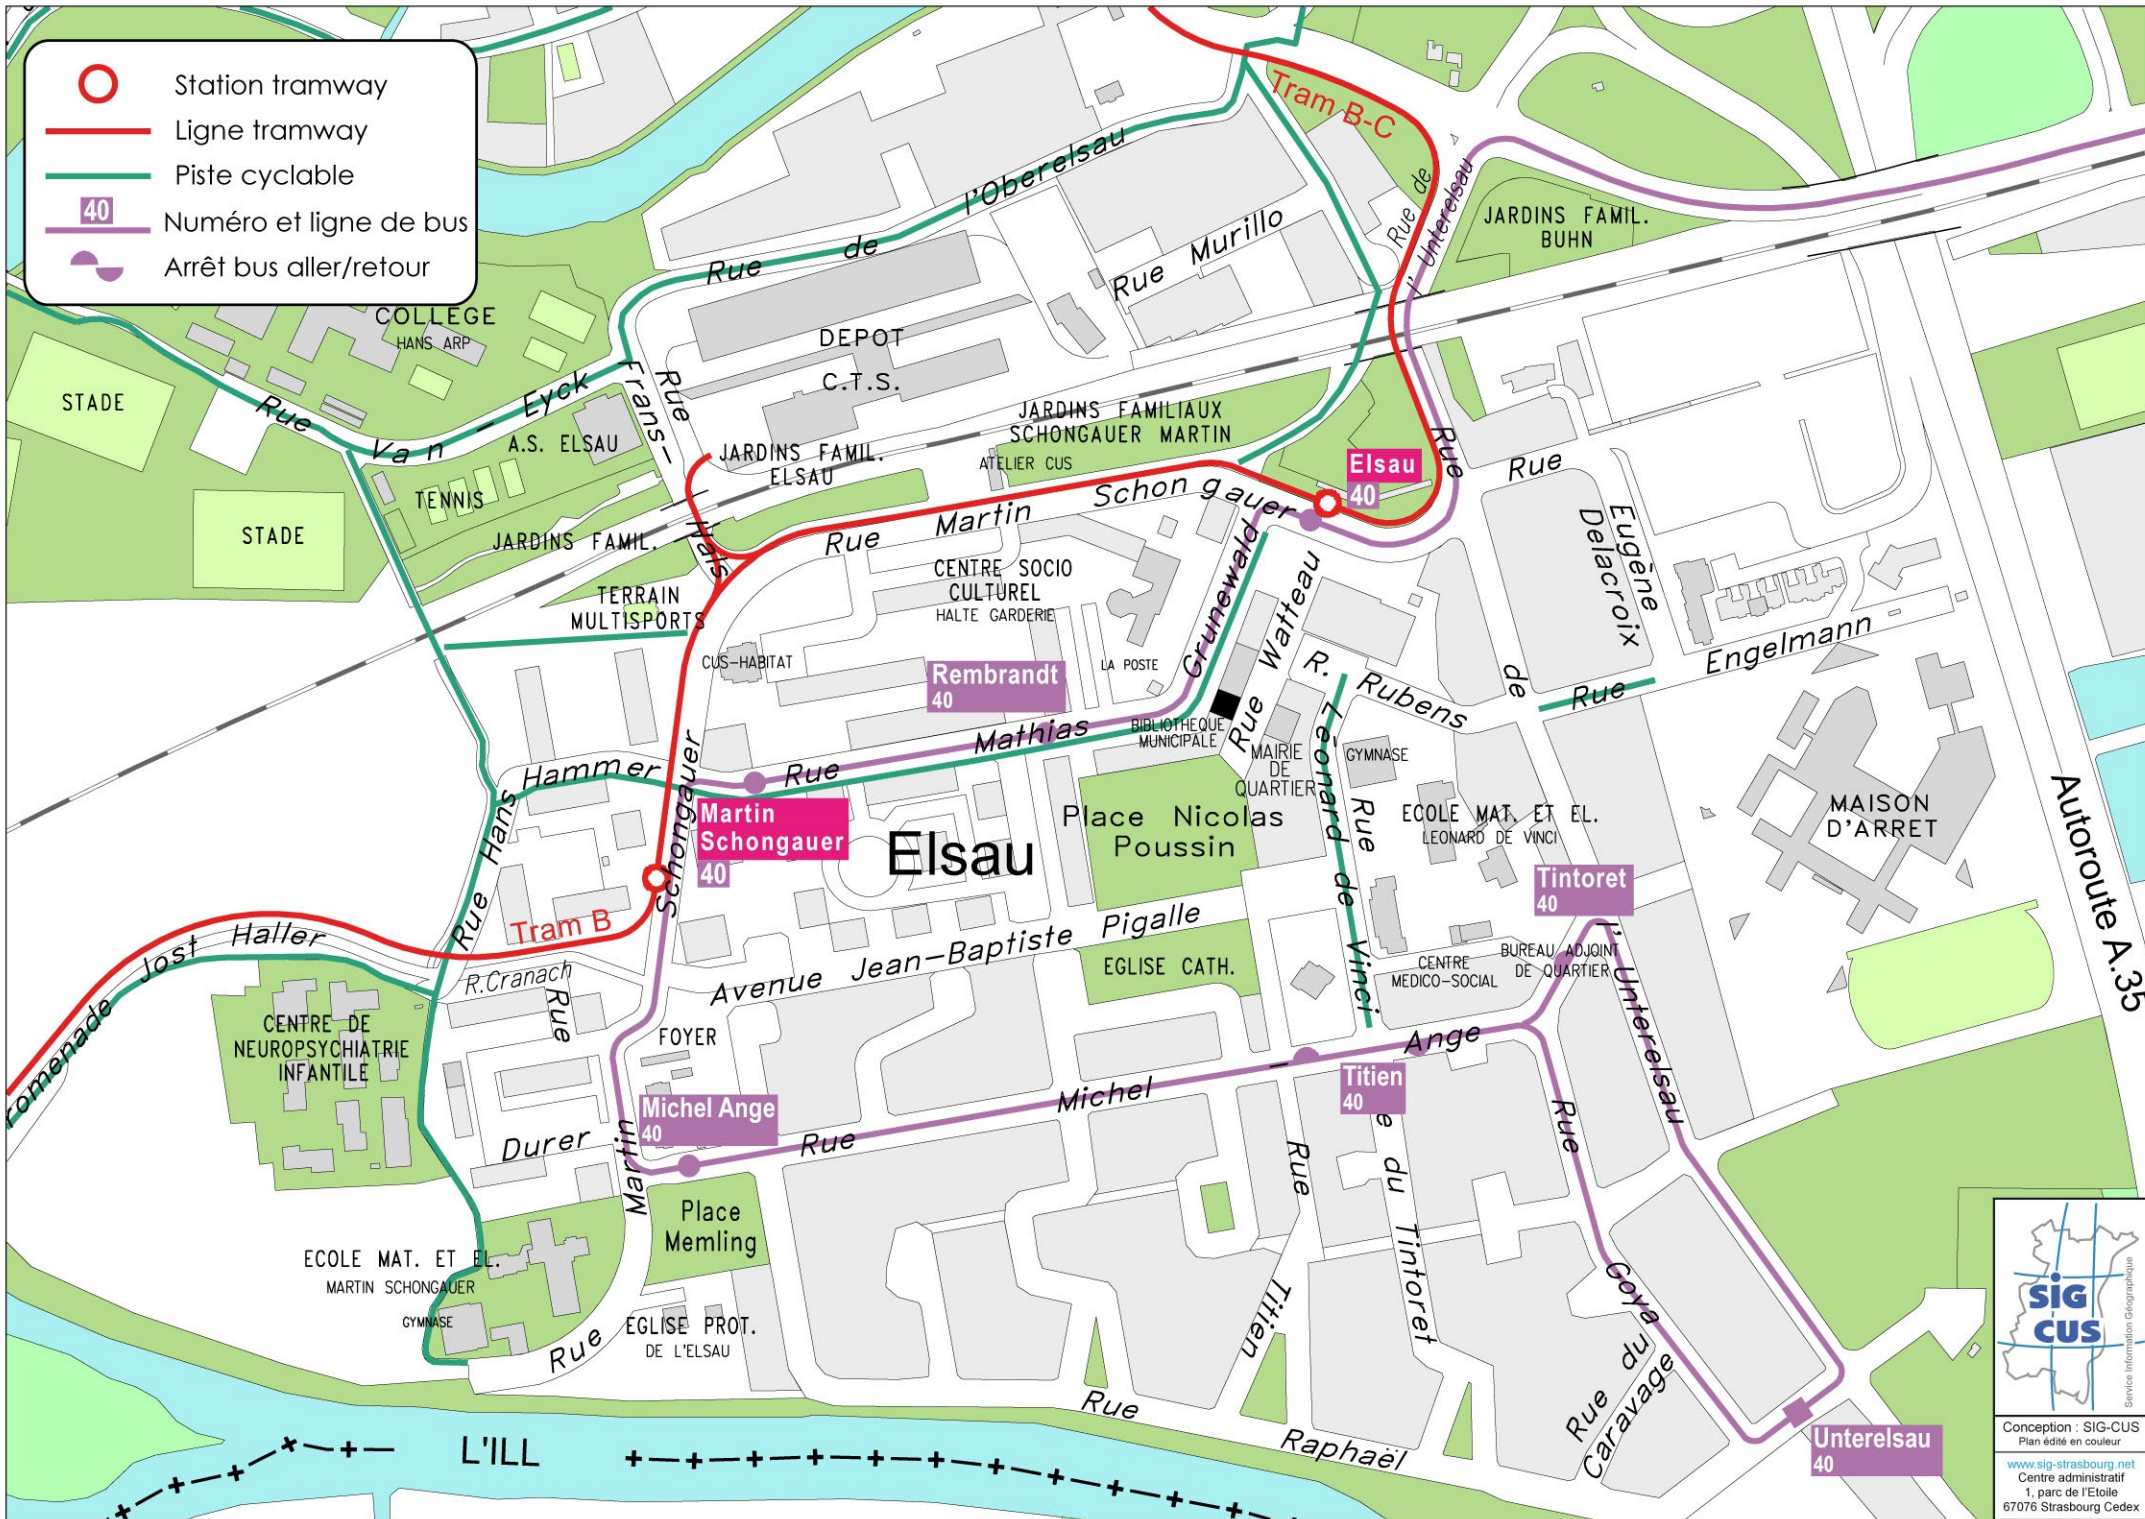 Station tramway
Ligne tramway
Piste cyclable
40
Numéro et ligne de bus
Arrêt bus aller/retour
Tram B-C
Rue de l'Oberelsau
Rue Murillo
Rue de
l'Unterelsau
JARDINS FAMIL.
BUHN
COLLEGE
HANS ARP
STADE
Rue Van-Eyck
A.S. ELSAU
TENNIS
STADE
Rue
Frans-Hals
DEPOT
C.T.S.
JARDINS FAMIL.
ELSAU
JARDINS FAMILIAUX
SCHONGAUER MARTIN
ATELIER CUS
JARDINS FAMIL.
TERRAIN
MULTISPORTS
Rue Martin Schongauer
Elsau
40
Rue
Rue
Eugène
Delacroix
CENTRE SOCIO
CULTUREL
HALTE GARDERIE
CUS-HABITAT
Rembrandt
40
LA POSTE
Grunewald
Rue Watteau
R. Rubens
de
Rue Engelmann
Hammer
Rue Mathias
BIBLIOTHEQUE
MUNICIPALE
MAIRIE
DE
QUARTIER
Léonard de Vinci
Rue
GYMNASE
Martin
Schongauer
40
Schongauer
Elsau
Place Nicolas
Poussin
ECOLE MAT. ET EL.
LEONARD DE VINCI
MAISON
D'ARRET
Autoroute A.35
Rue Hans
Tram B
Tintoret
40
Promenade Jost Haller
R.Cranach
Rue
Avenue Jean-Baptiste Pigalle
EGLISE CATH.
CENTRE
MEDICO-SOCIAL
BUREAU ADJOINT
DE QUARTIER
l'Unterelsau
CENTRE DE
NEUROPSYCHIATRIE
INFANTILE
FOYER
Michel Ange
40
Rue Michel-Ange
Titien
40
Durer
Martin
Place
Memling
Rue
Titien
e du Tintoret
Rue
Goya
ECOLE MAT. ET EL.
MARTIN SCHONGAUER
GYMNASE
Rue
EGLISE PROT.
DE L'ELSAU
Rue Raphaël
Rue du
Caravage
Unterelsau
40
L'ILL
SIG
CUS
Service Information Géographique
Conception : SIG-CUS
Plan édité en couleur
www.sig-strasbourg.net
Centre administratif
1, parc de l'Etoile
67076 Strasbourg Cedex